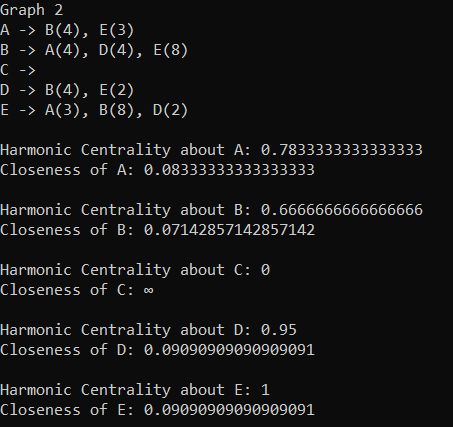 Graph 2
A -> B(4), E(3)
B -> A(4), D(4), E(8)
C ->
D -> B(4), E(2)
E -> A(3), B(8), D(2)
Harmonic Centrality about A: 0.7833333333333333
Closeness of A: 0.08333333333333333
Harmonic Centrality about B: 0.6666666666666666
Closeness of B: 0.07142857142857142
Harmonic Centrality about C: 0
Closeness of C: ∞
Harmonic Centrality about D: 0.95
Closeness of D: 0.09090909090909091
Harmonic Centrality about E: 1
Closeness of E: 0.09090909090909091